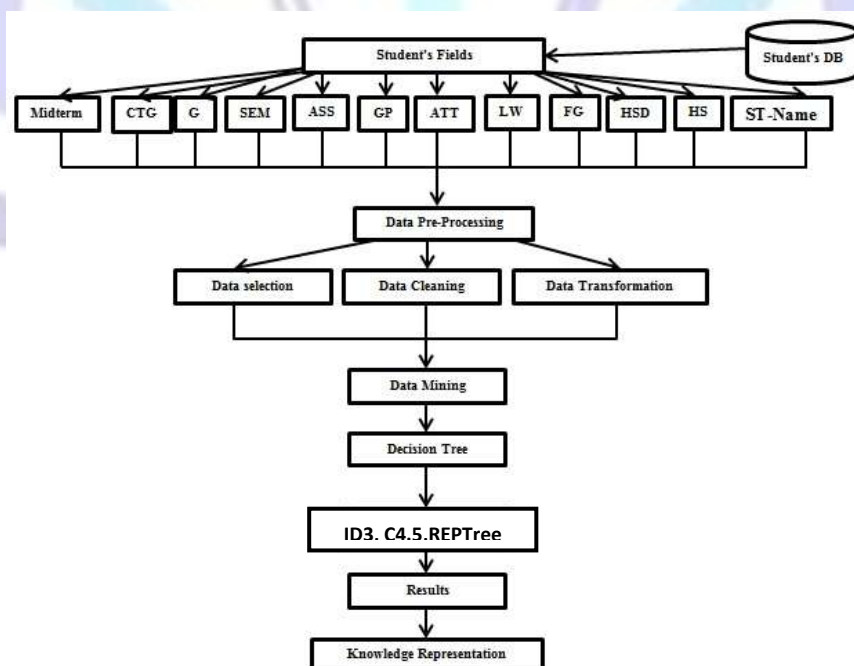 Student's Fields
Student's DB
Midterm
CTG
G
SEM
ASS
GP
ATT
LW
FG
HSD
HS
ST-Name
Data Pre-Processing
Data selection
Data Cleaning
Data Transformation
Data Mining
Decision Tree
ID3, C4.5,REPTree
Results
Knowledge Representation